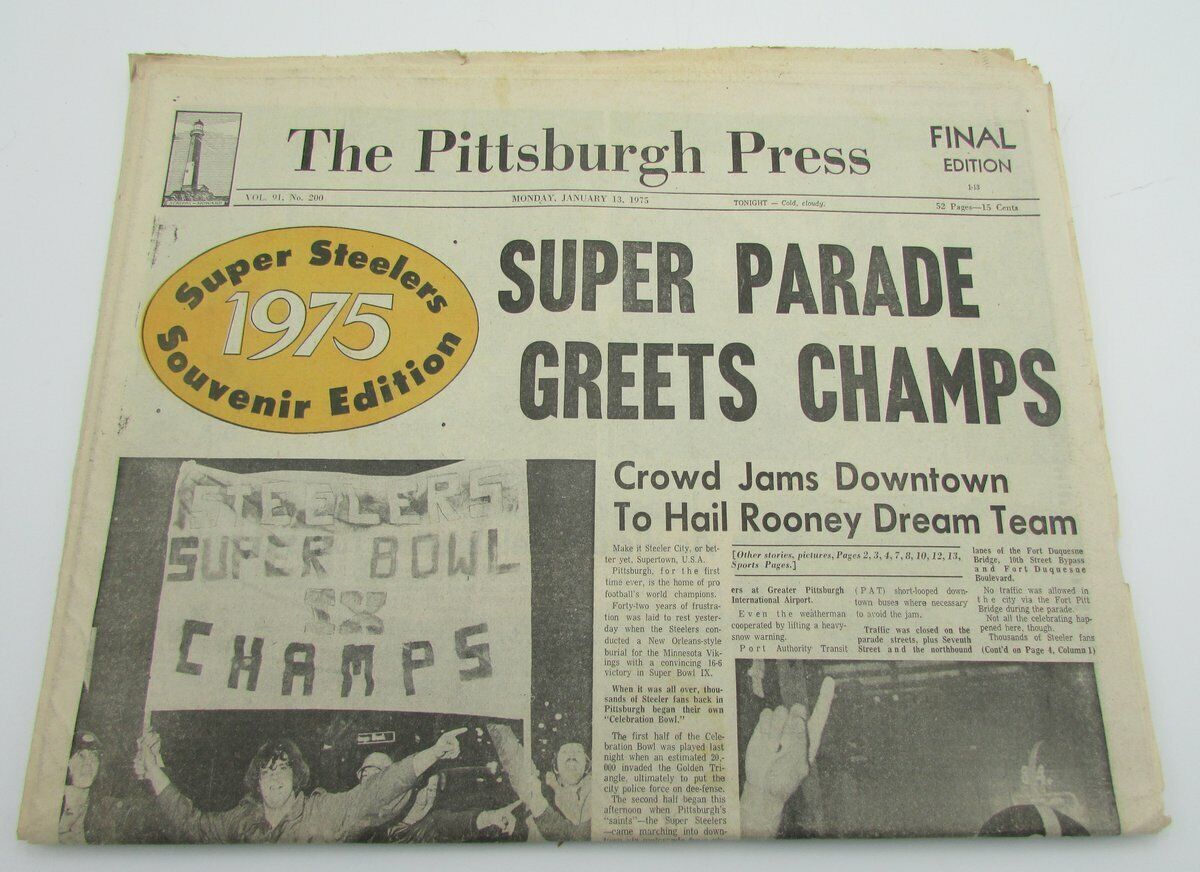 The Pittsburgh Press
FINAL
EDITION
1-13
VOL. 91, No. 200
MONDAY, JANUARY 13, 1975
TONIGHT — Cold, cloudy.
52 Pages—15 Cents
Super Steelers
1975
Souvenir Edition
SUPER PARADE
GREETS CHAMPS
STEELERS
SUPER BOWL
IX
CHAMPS
Crowd Jams Downtown
To Hail Rooney Dream Team
Make it Steeler City, or bet-
ter yet, Supertown, U.S.A.
Pittsburgh, for the first
time ever, is the home of pro
football's world champions.
Forty-two years of frustra-
tion was laid to rest yester-
day when the Steelers con-
ducted a New Orleans-style
burial for the Minnesota Vik-
ings with a convincing 16-6
victory in Super Bowl IX.
When it was all over, thou-
sands of Steeler fans back in
Pittsburgh began their own
"Celebration Bowl."
The first half of the Cele-
bration Bowl was played last
night when an estimated 20,-
000 invaded the Golden Tri-
angle, ultimately to put the
city police force on dee-fense.
The second half began this
afternoon when Pittsburgh's
"saints"—the Super Steelers
—came marching into down-
[Other stories, pictures, Pages 2, 3, 4, 7, 8, 10, 12, 13,
Sports Pages.]
ers at Greater Pittsburgh
International Airport.
Even the weatherman
cooperated by lifting a heavy-
snow warning.
Port Authority Transit
(PAT) short-looped down-
town buses where necessary
to avoid the jam.
Traffic was closed on the
parade streets, plus Seventh
Street and the northbound
lanes of the Fort Duquesne
Bridge, 10th Street Bypass
and Fort Duquesne
Boulevard.
No traffic was allowed in
the city via the Fort Pitt
Bridge during the parade.
Not all the celebrating hap-
pened here, though.
Thousands of Steeler fans
(Cont'd on Page 4, Column 1)